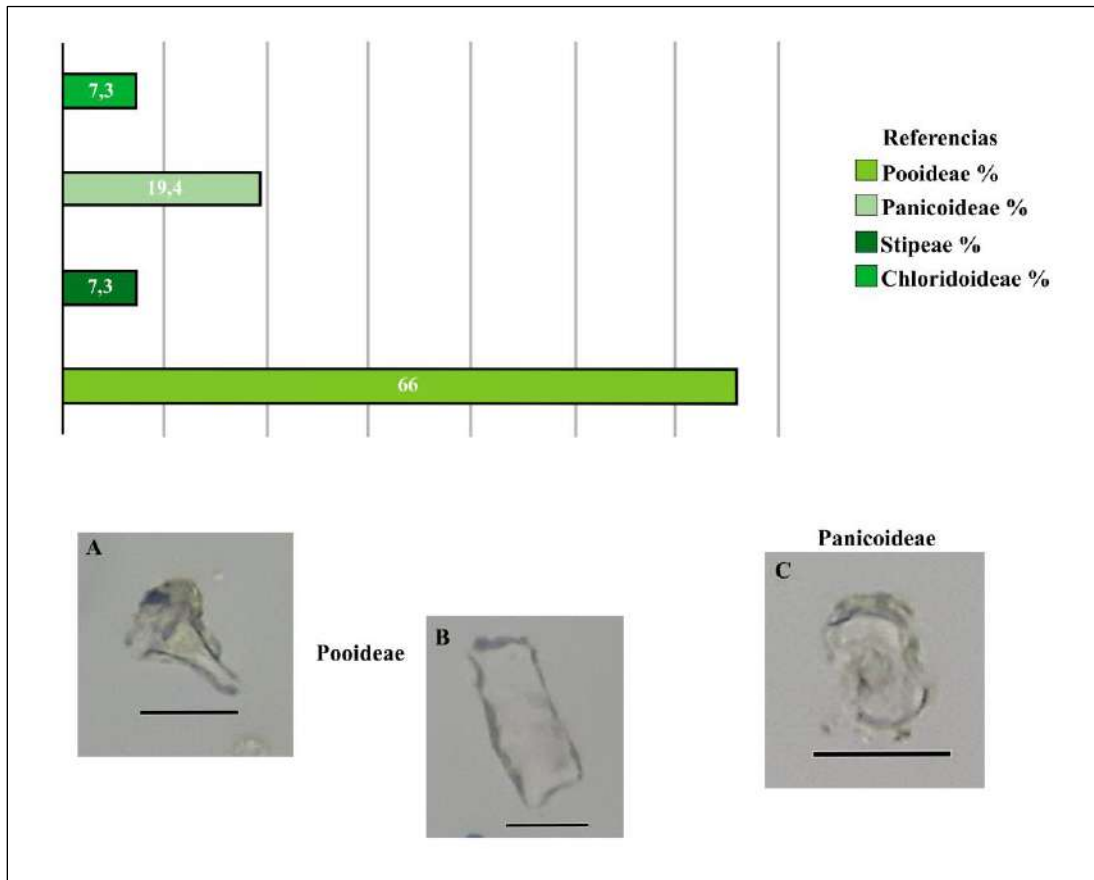 7,3
19,4
7,3
66
Referencias
Pooideae %
Panicoideae %
Stipeae %
Chloridoideae %
A
Pooideae
B
Panicoideae
C